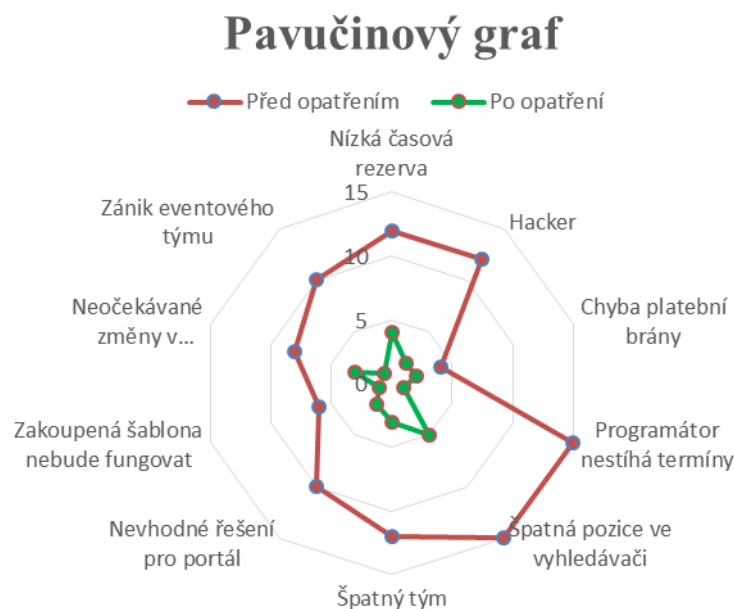 Pavučinový graf
Před opatřením
Po opatření
Nízká časová
rezerva
15
Hacker
10
Chyba platební
brány
5
Programátor
nestíhá termíny
0
Špatná pozice ve
vyhledávači
Špatný tým
Nevhodné řešení
pro portál
Zakoupená šablona
nebude fungovat
Neočekávané
změny v...
Zánik eventového
týmu